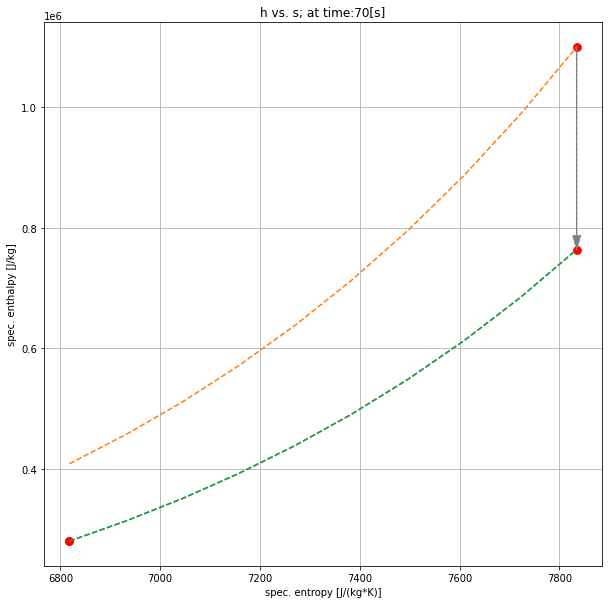 h vs. s; at time:70[s]
1e6
1.0
0.8
0.6
0.4
spec. enthalpy [J/kg]
6800 7000 7200 7400 7600 7800
spec. entropy [J/(kg*K)]